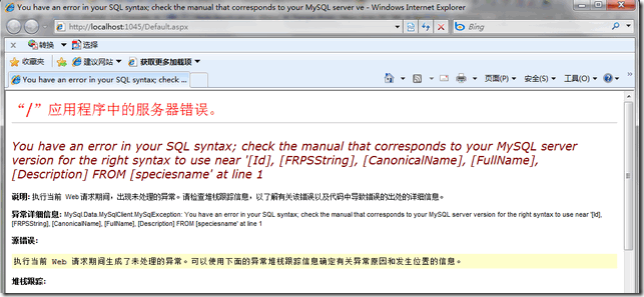 You have an error in your SQL syntax; check the manual that corresponds to your MySQL server ve - Windows Internet Explorer
http://localhost:1045/Default.aspx
Bing
转换 选择
收藏夹 建议网站 获取更多附加项
You have an error in your SQL syntax; check ...
页面(P) 安全(S) 工具(O)
“/”应用程序中的服务器错误。
You have an error in your SQL syntax; check the manual that corresponds to your MySQL server
version for the right syntax to use near '[Id], [FRPSString], [CanonicalName], [FullName],
[Description] FROM [speciesname' at line 1
说明: 执行当前 Web 请求期间，出现未处理的异常。请检查堆栈跟踪信息，以了解有关该错误以及代码中导致错误的出处的详细信息。
异常详细信息: MySql.Data.MySqlClient.MySqlException: You have an error in your SQL syntax; check the manual that corresponds to your MySQL server version for the right syntax to use near '[Id],
[FRPSString], [CanonicalName], [FullName], [Description] FROM [speciesname' at line 1
源错误:
执行当前 Web 请求期间生成了未处理的异常。可以使用下面的异常堆栈跟踪信息确定有关异常原因和发生位置的信息。
堆栈跟踪: